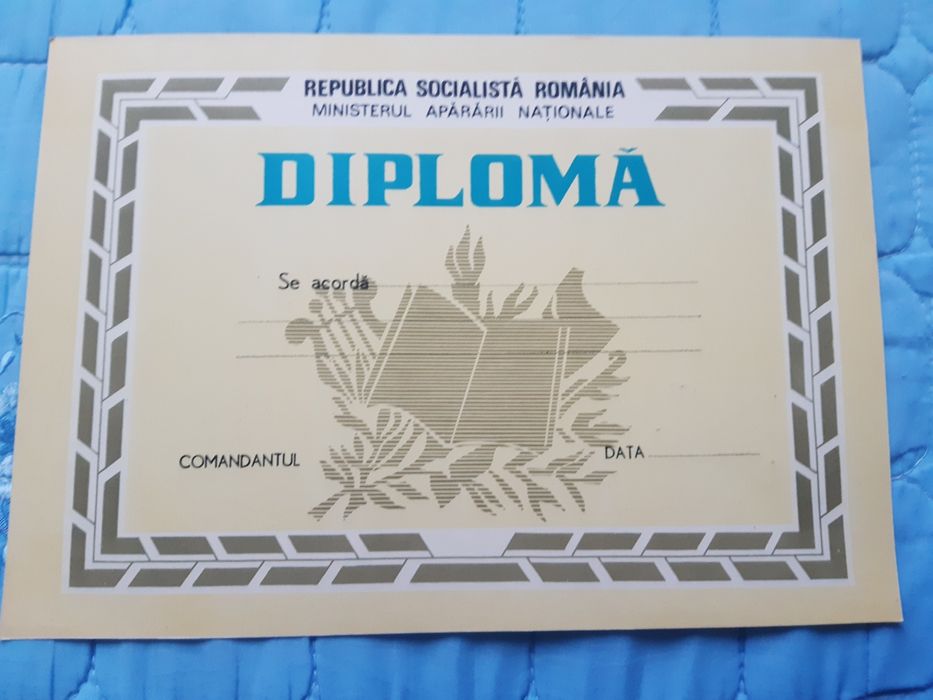 REPUBLICA SOCIALISTĂ ROMÂNIA
MINISTERUL APĂRĂRII NAȚIONALE
DIPLOMĂ
Se acordă
COMANDANTUL
DATA